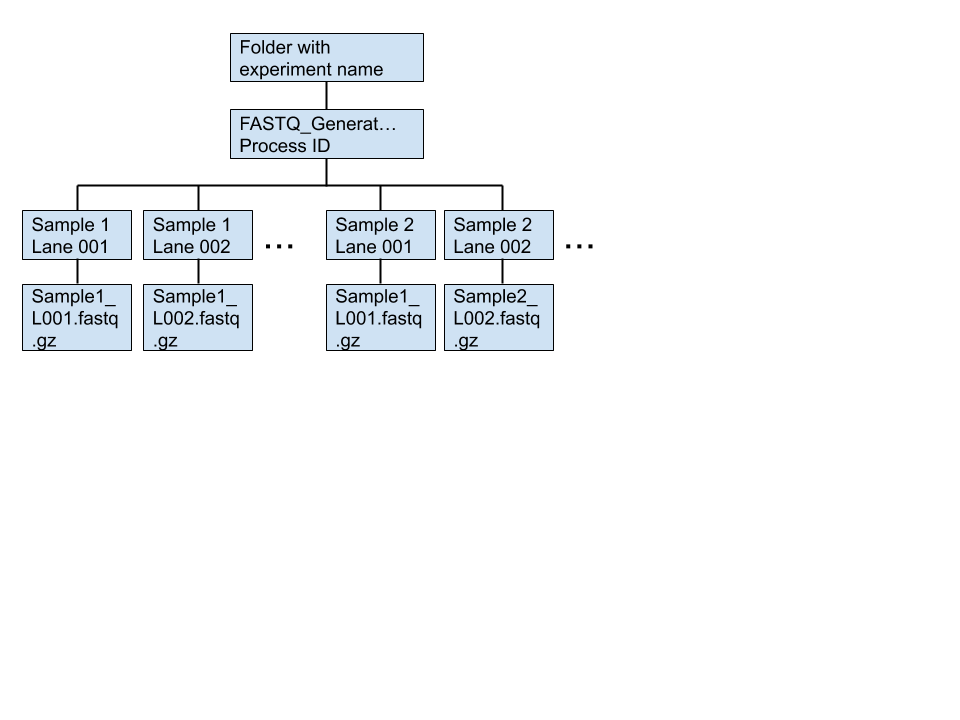 Folder with
experiment name
FASTQ_Generat…
Process ID
Sample 1
Lane 001
Sample 1
Lane 002
...
Sample 2
Lane 001
Sample 2
Lane 002
...
Sample1_
L001.fastq
.gz
Sample1_
L002.fastq
.gz
Sample1_
L001.fastq
.gz
Sample2_
L002.fastq
.gz